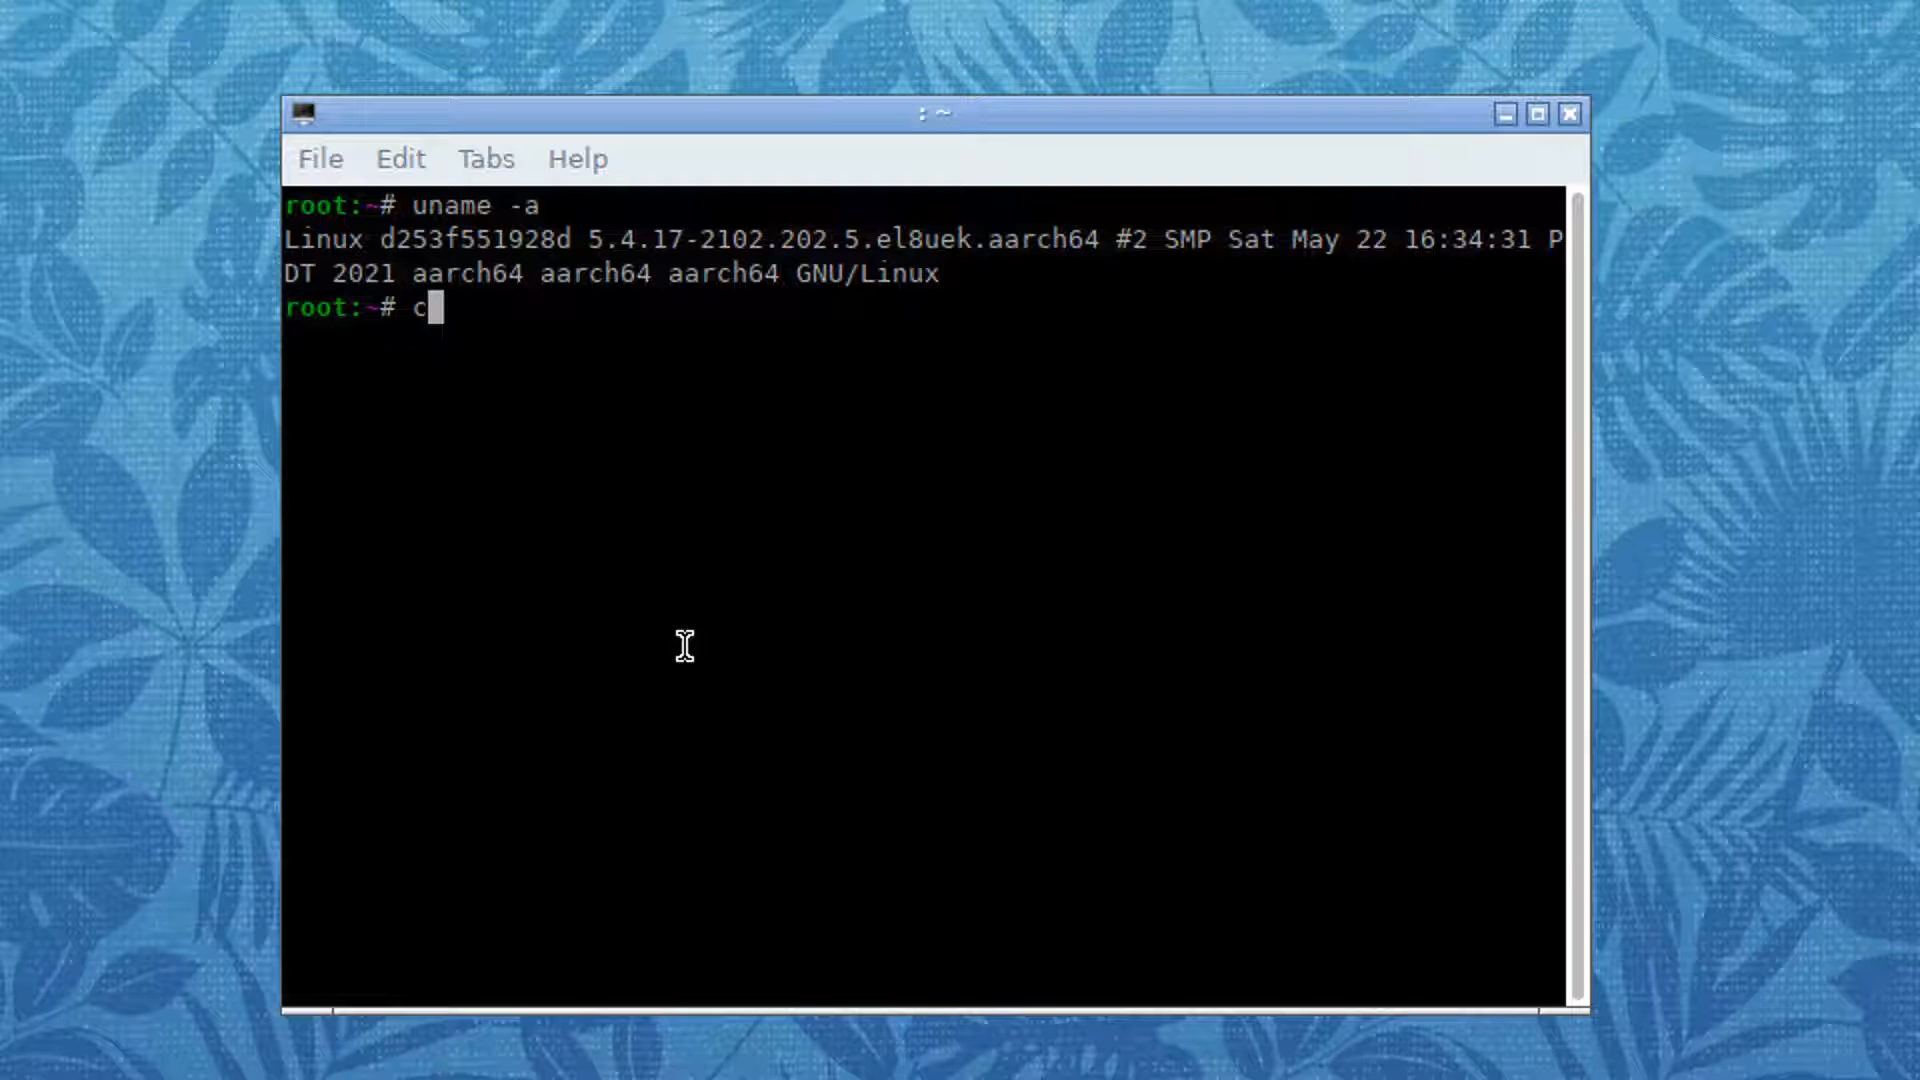 : ~
File Edit Tabs Help
root:~# uname -a
Linux d253f551928d 5.4.17-2102.202.5.el8uek.aarch64 #2 SMP Sat May 22 16:34:31 P
DT 2021 aarch64 aarch64 aarch64 GNU/Linux
root:~# c